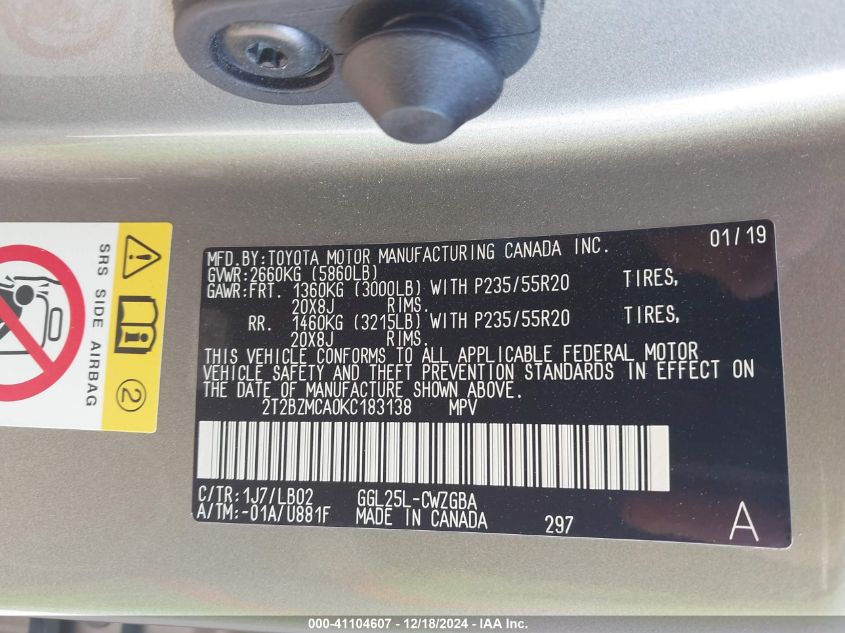 MFD.BY:TOYOTA MOTOR MANUFACTURING CANADA INC. 01/19
GVWR:2660KG (5860LB)
GAWR:FRT. 1360KG (3000LB) WITH P235/55R20 TIRES,
20X8J RIMS.
RR. 1460KG (3215LB) WITH P235/55R20 TIRES,
20X8J RIMS.
THIS VEHICLE CONFORMS TO ALL APPLICABLE FEDERAL MOTOR
VEHICLE SAFETY AND THEFT PREVENTION STANDARDS IN EFFECT ON
THE DATE OF MANUFACTURE SHOWN ABOVE.
2T2BZMCA0KC183138 MPV
C/TR:1J7/LB02 GGL25L-CWZGBA
A/TM:-01A/U881F MADE IN CANADA 297 A
SRS SIDE AIRBAG
2
000-41104607 - 12/18/2024 - IAA Inc.